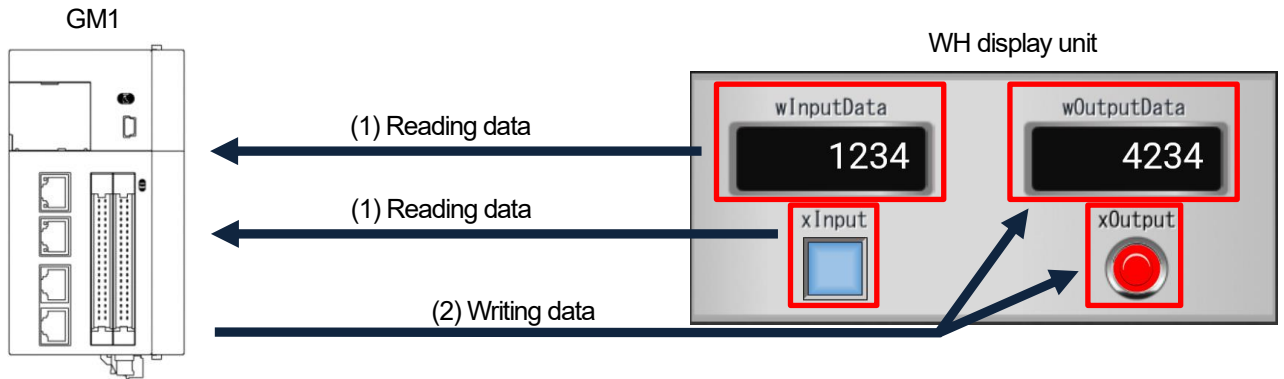 GM1
WH display unit
wInputData
wOutputData
(1) Reading data
1234
4234
(1) Reading data
xInput
xOutput
(2) Writing data